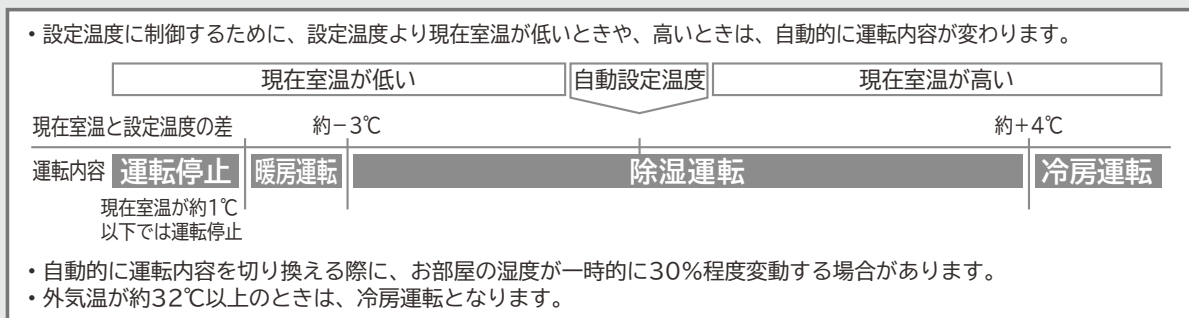 ・設定温度に制御するために、設定温度より現在室温が低いときや、高いときは、自動的に運転内容が変わります。
現在室温が低い 自動設定温度 現在室温が高い
現在室温と設定温度の差 約−3℃ 約+4℃
運転内容 運転停止 暖房運転 除湿運転 冷房運転
現在室温が約1℃
以下では運転停止
・自動的に運転内容を切り換える際に、お部屋の湿度が一時的に30%程度変動する場合があります。
・外気温が約32℃以上のときは、冷房運転となります。